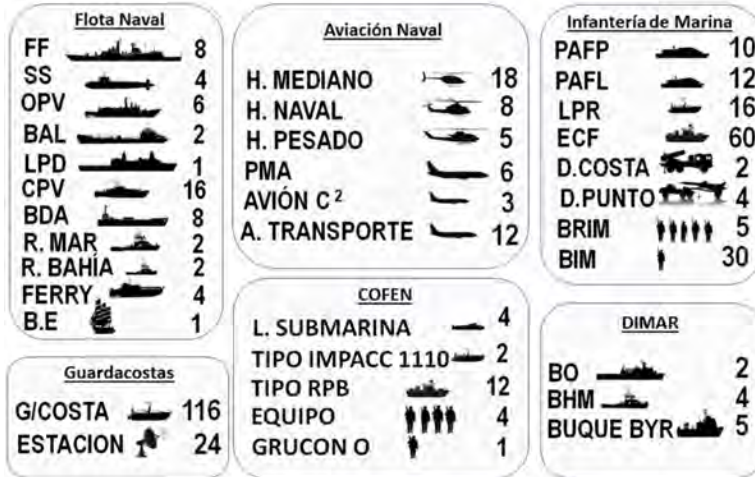 Flota Naval
FF 8
SS 4
OPV 6
BAL 2
LPD 1
CPV 16
BDA 8
R. MAR 2
R. BAHÍA 2
FERRY 4
B.E 1
Aviación Naval
H. MEDIANO 18
H. NAVAL 8
H. PESADO 5
PMA 6
AVIÓN C² 3
A. TRANSPORTE 12
Infantería de Marina
PAFP 10
PAFL 12
LPR 16
ECF 60
D.COSTA 2
D.PUNTO 4
BRIM 5
BIM 30
Guardacostas
G/COSTA 116
ESTACION 24
COFEN
L. SUBMARINA 4
TIPO IMPACC 1110 2
TIPO RPB 12
EQUIPO 4
GRUCON O 1
DIMAR
BO 2
BHM 4
BUQUE BYR 5